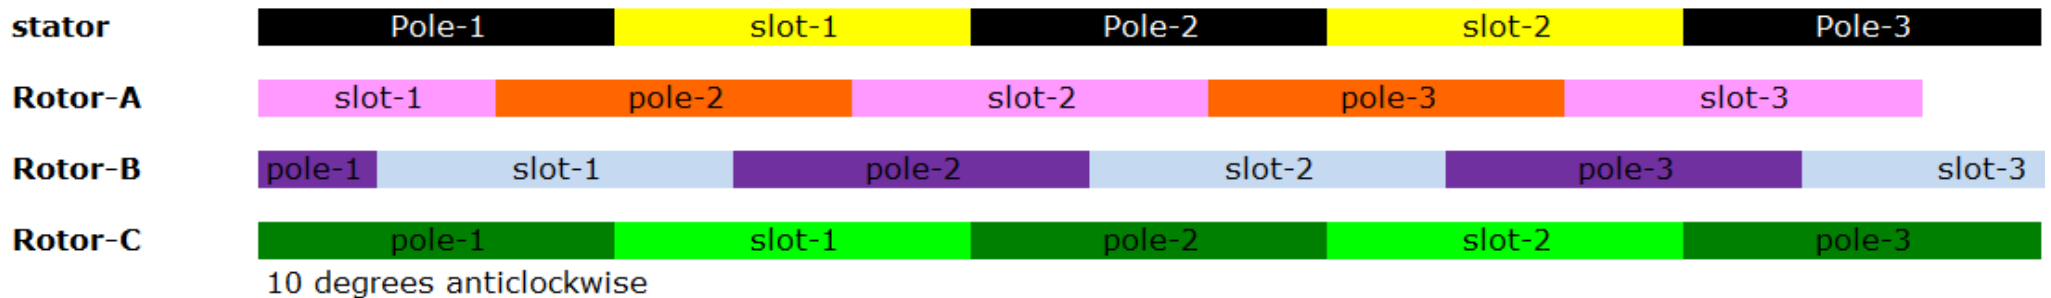 stator Pole-1 slot-1 Pole-2 slot-2 Pole-3
Rotor-A slot-1 pole-2 slot-2 pole-3 slot-3
Rotor-B pole-1 slot-1 pole-2 slot-2 pole-3 slot-3
Rotor-C pole-1 slot-1 pole-2 slot-2 pole-3
10 degrees anticlockwise